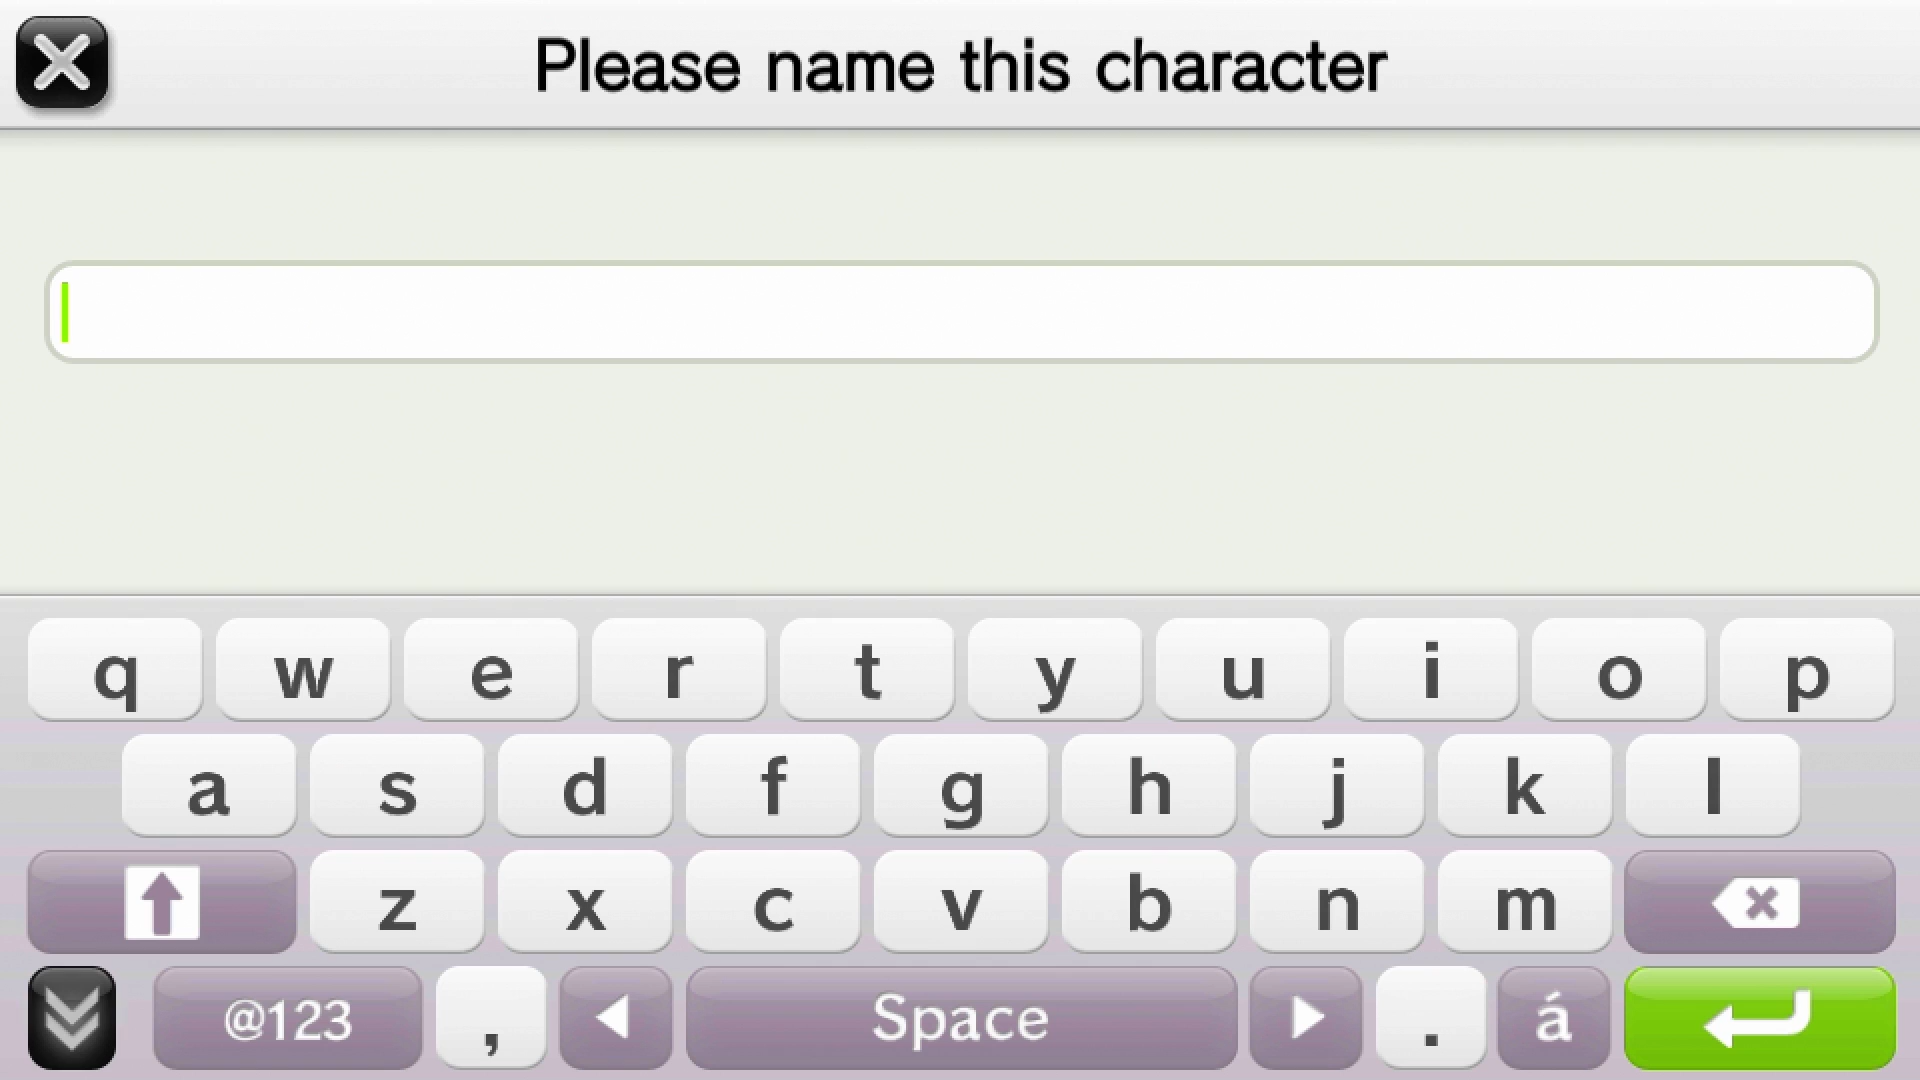 Please name this character
q w e r t y u i o p
a s d f g h j k l
z x c v b n m
@123 , Space . á